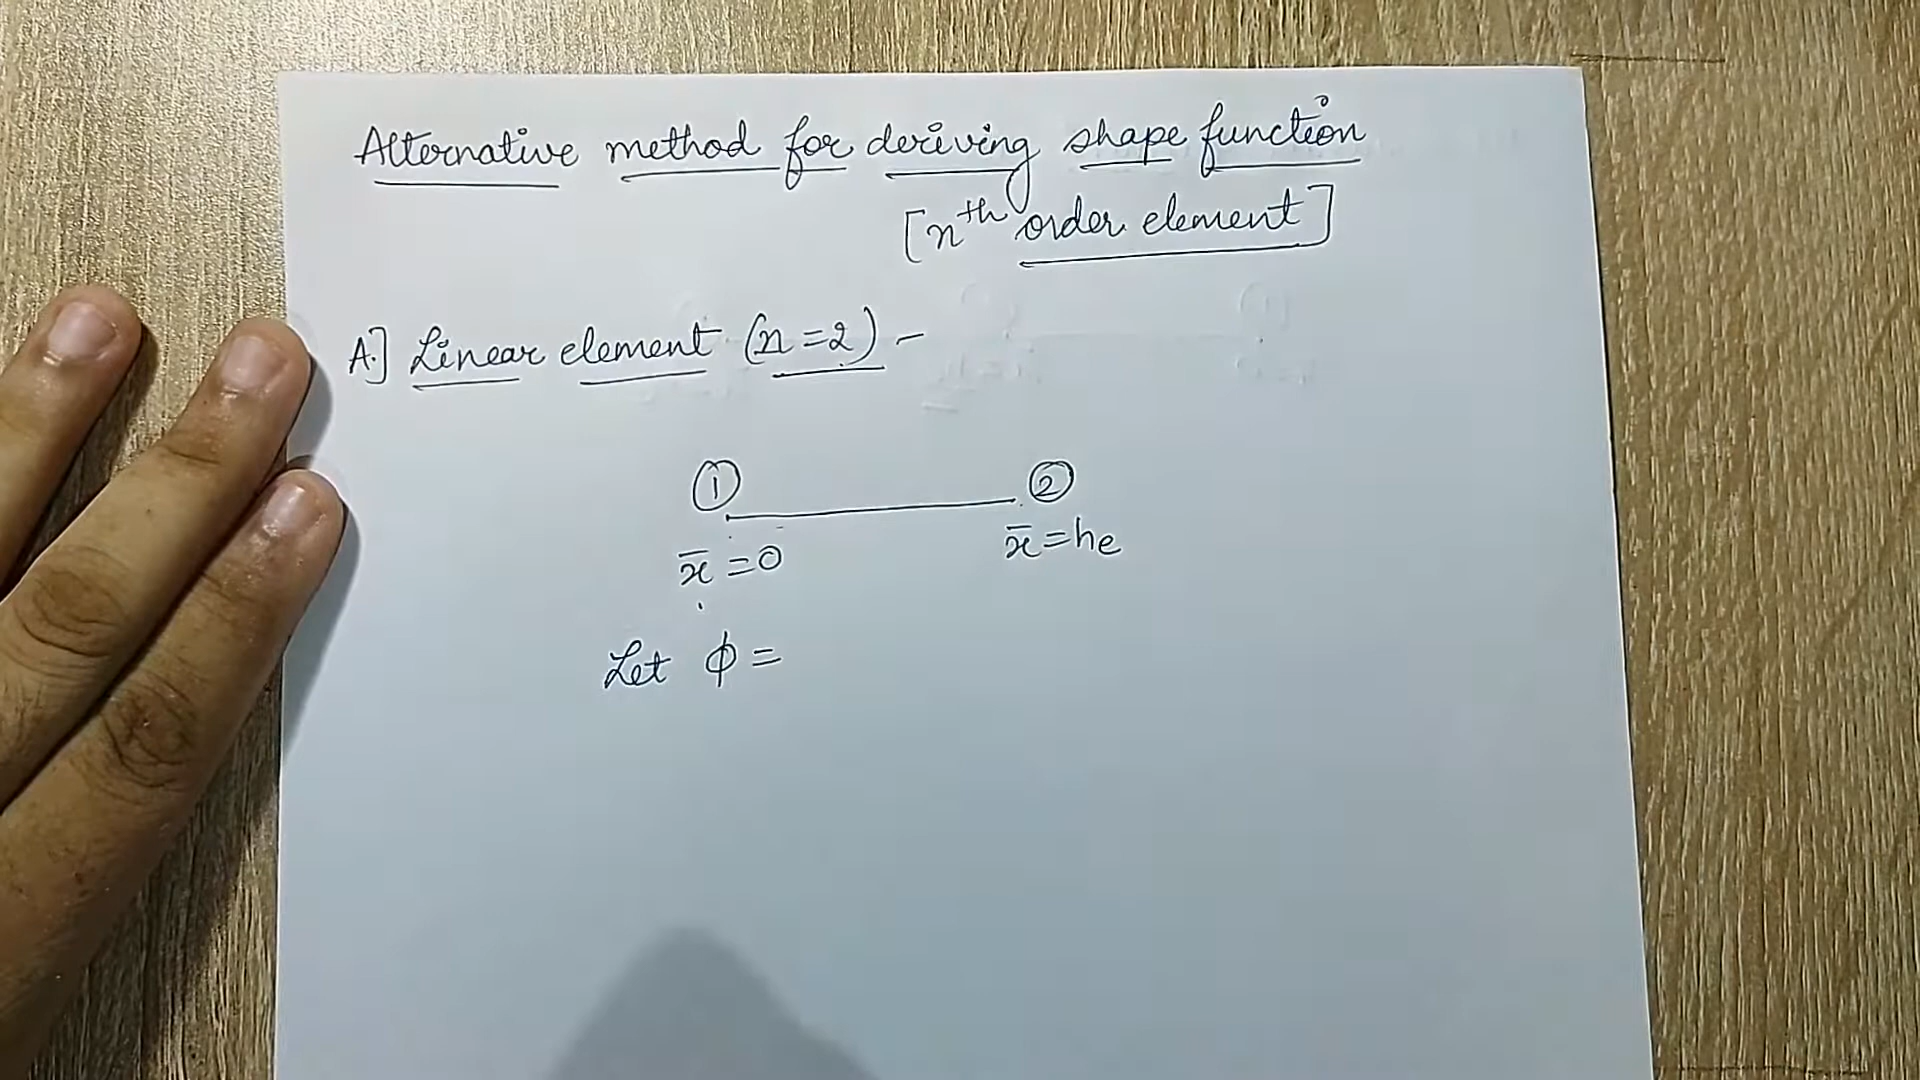 Alternative method for deriving shape function
[n^th order element]
A.] Linear element (n=2) -
① ②
x̄ =0 x̄ =he
Let ϕ =